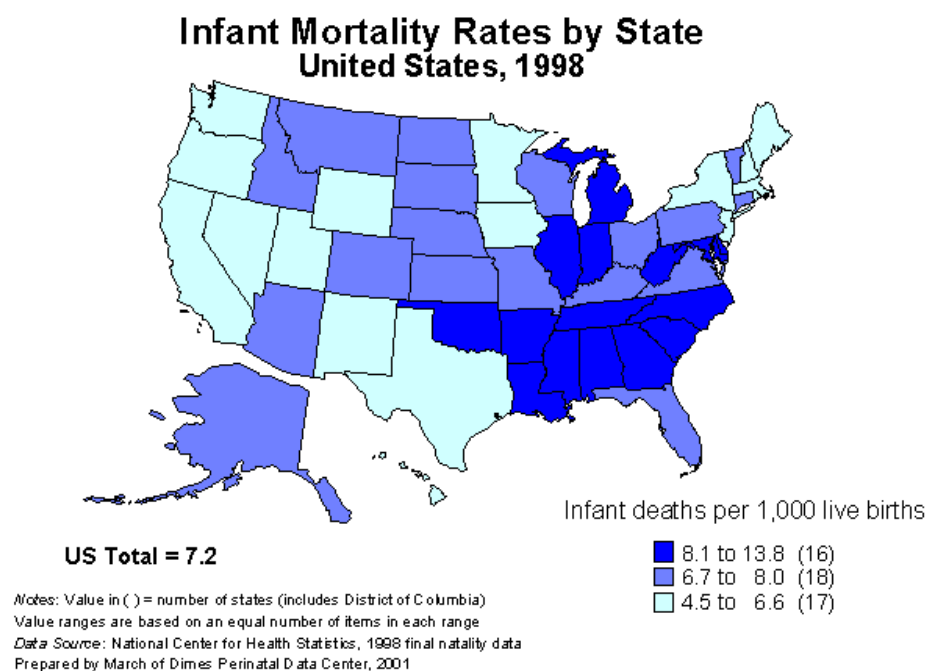 Infant Mortality Rates by State
United States, 1998
Infant deaths per 1,000 live births
US Total = 7.2
8.1 to 13.8 (16)
6.7 to 8.0 (18)
4.5 to 6.6 (17)
Notes: Value in ( ) = number of states (includes District of Columbia)
Value ranges are based on an equal number of items in each range
Data Source: National Center for Health Statistics, 1998 final natality data
Prepared by March of Dimes Perinatal Data Center, 2001